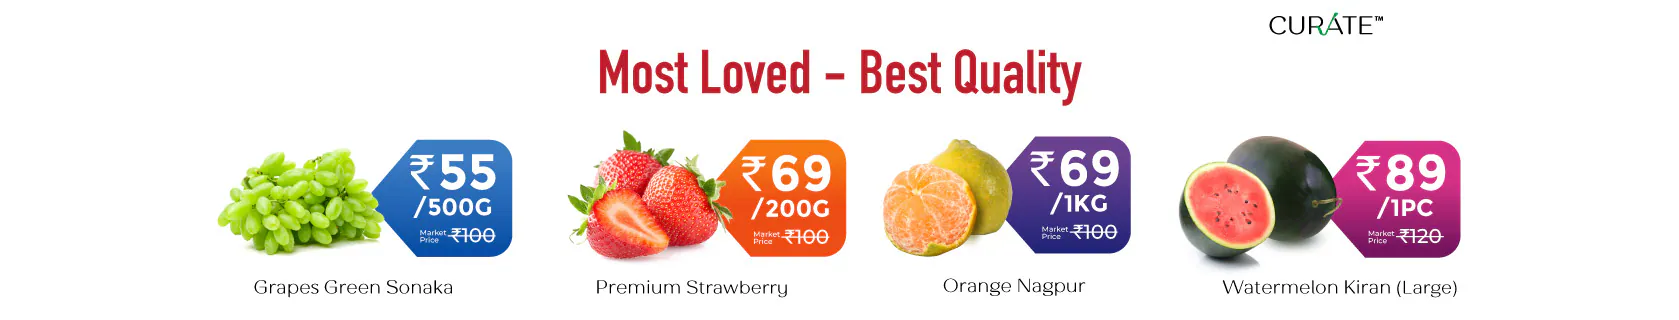 CURÁTE™
Most Loved - Best Quality
₹55
/500G
Market
Price ₹100
Grapes Green Sonaka
₹69
/200G
Market
Price ₹100
Premium Strawberry
₹69
/1KG
Market
Price ₹100
Orange Nagpur
₹89
/1PC
Market
Price ₹120
Watermelon Kiran (Large)